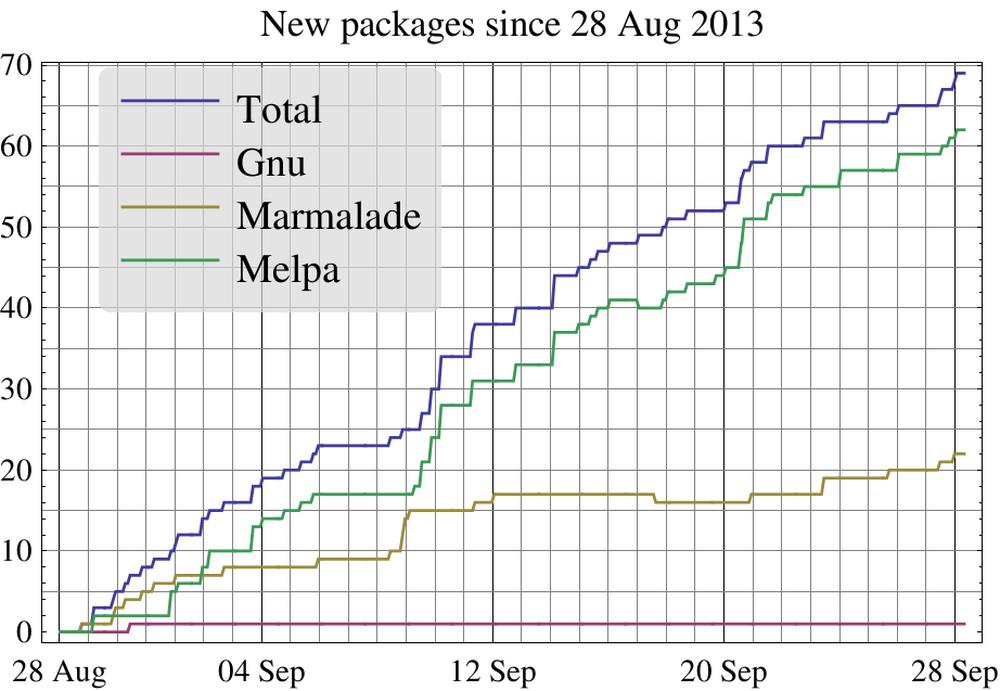 New packages since 28 Aug 2013
70
60
50
40
30
20
10
0
Total
Gnu
Marmalade
Melpa
28 Aug 04 Sep 12 Sep 20 Sep 28 Sep